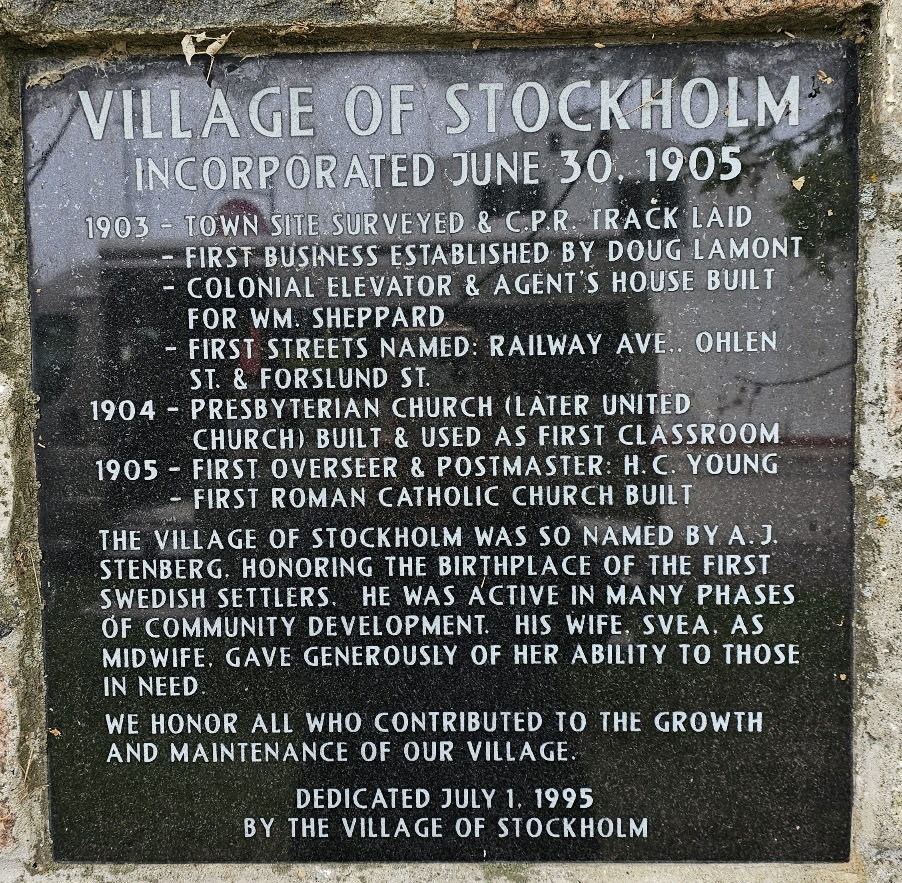 VILLAGE OF STOCKHOLM
INCORPORATED JUNE 30, 1905
1903 - TOWN SITE SURVEYED & C.P.R. TRACK LAID
- FIRST BUSINESS ESTABLISHED BY DOUG LAMONT
- COLONIAL ELEVATOR & AGENT'S HOUSE BUILT
FOR WM. SHEPPARD
- FIRST STREETS NAMED: RAILWAY AVE., OHLEN
ST. & FORSLUND ST.
1904 - PRESBYTERIAN CHURCH (LATER UNITED
CHURCH) BUILT & USED AS FIRST CLASSROOM
1905 - FIRST OVERSEER & POSTMASTER: H.C. YOUNG
- FIRST ROMAN CATHOLIC CHURCH BUILT
THE VILLAGE OF STOCKHOLM WAS SO NAMED BY A.J.
STENBERG, HONORING THE BIRTHPLACE OF THE FIRST
SWEDISH SETTLERS. HE WAS ACTIVE IN MANY PHASES
OF COMMUNITY DEVELOPMENT. HIS WIFE, SVEA, AS
MIDWIFE, GAVE GENEROUSLY OF HER ABILITY TO THOSE
IN NEED.
WE HONOR ALL WHO CONTRIBUTED TO THE GROWTH
AND MAINTENANCE OF OUR VILLAGE.
DEDICATED JULY 1, 1995
BY THE VILLAGE OF STOCKHOLM